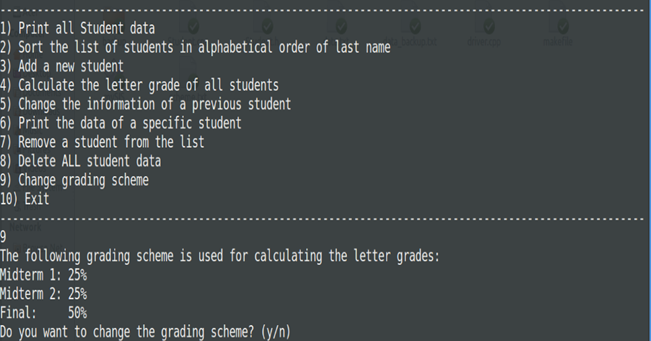 --------------------------------------------------------------------------------
1) Print all Student data
2) Sort the list of students in alphabetical order of last name
3) Add a new student
4) Calculate the letter grade of all students
5) Change the information of a previous student
6) Print the data of a specific student
7) Remove a student from the list
8) Delete ALL student data
9) Change grading scheme
10) Exit
--------------------------------------------------------------------------------
9
The following grading scheme is used for calculating the letter grades:
Midterm 1: 25%
Midterm 2: 25%
Final:     50%
Do you want to change the grading scheme? (y/n)